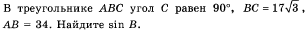 В треугольнике ABC угол C равен 90°, BC = 17√3 ,
AB = 34. Найдите sin B.